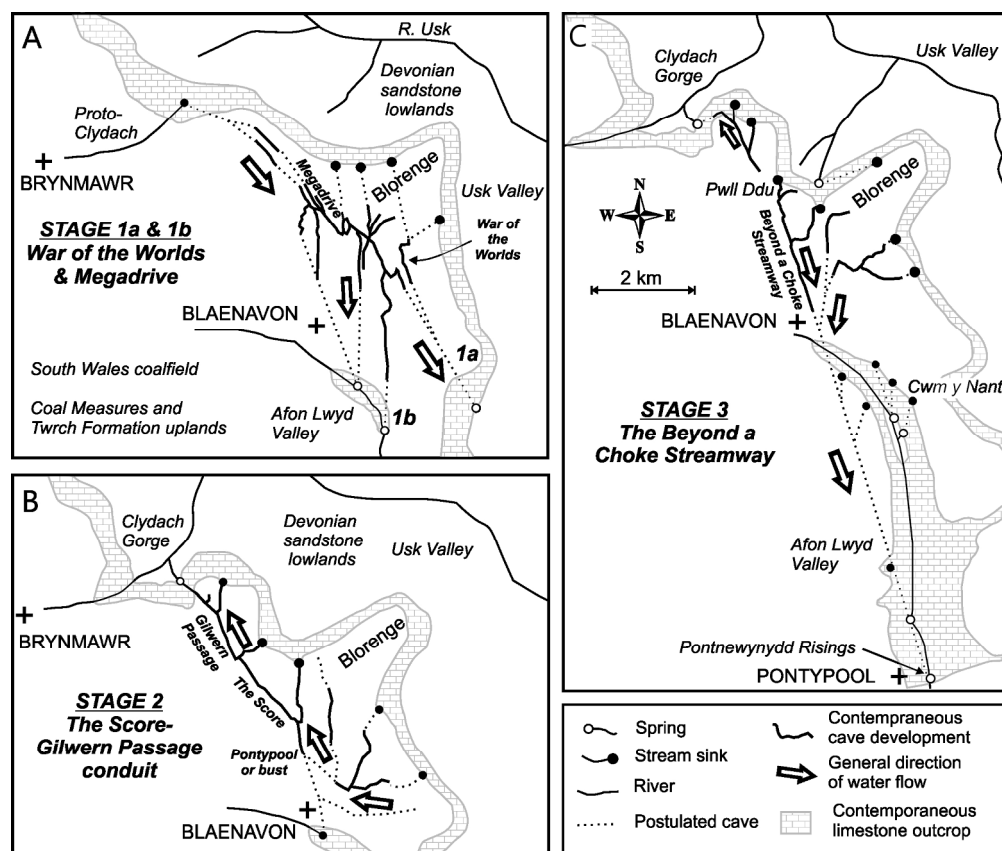 A
R. Usk
Devonian
sandstone
lowlands
Proto-
Clydach
BRYNMAWR
Megadrive
Blorenge
Usk Valley
War of
the
Worlds
STAGE 1a & 1b
War of the Worlds
& Megadrive
BLAENAVON
South Wales coalfield
Coal Measures and
Twrch Formation uplands
Afon Lwyd
Valley
1a
1b
B
Clydach
Gorge
Devonian
sandstone
lowlands
Usk Valley
BRYNMAWR
Gilwern
Passage
Blorenge
The Score
STAGE 2
The Score-
Gilwern Passage
conduit
Pontypool
or bust
BLAENAVON
C
Clydach
Gorge
Usk Valley
Blorenge
Pwll Ddu
N
W E
S
2 km
Beyond a Choke
Streamway
BLAENAVON
Cwm y Nant
STAGE 3
The Beyond a
Choke Streamway
Afon Lwyd
Valley
Pontnewynydd Risings
PONTYPOOL
Spring
Stream sink
River
Postulated cave
Contempraneous
cave development
General direction
of water flow
Contemporaneous
limestone outcrop